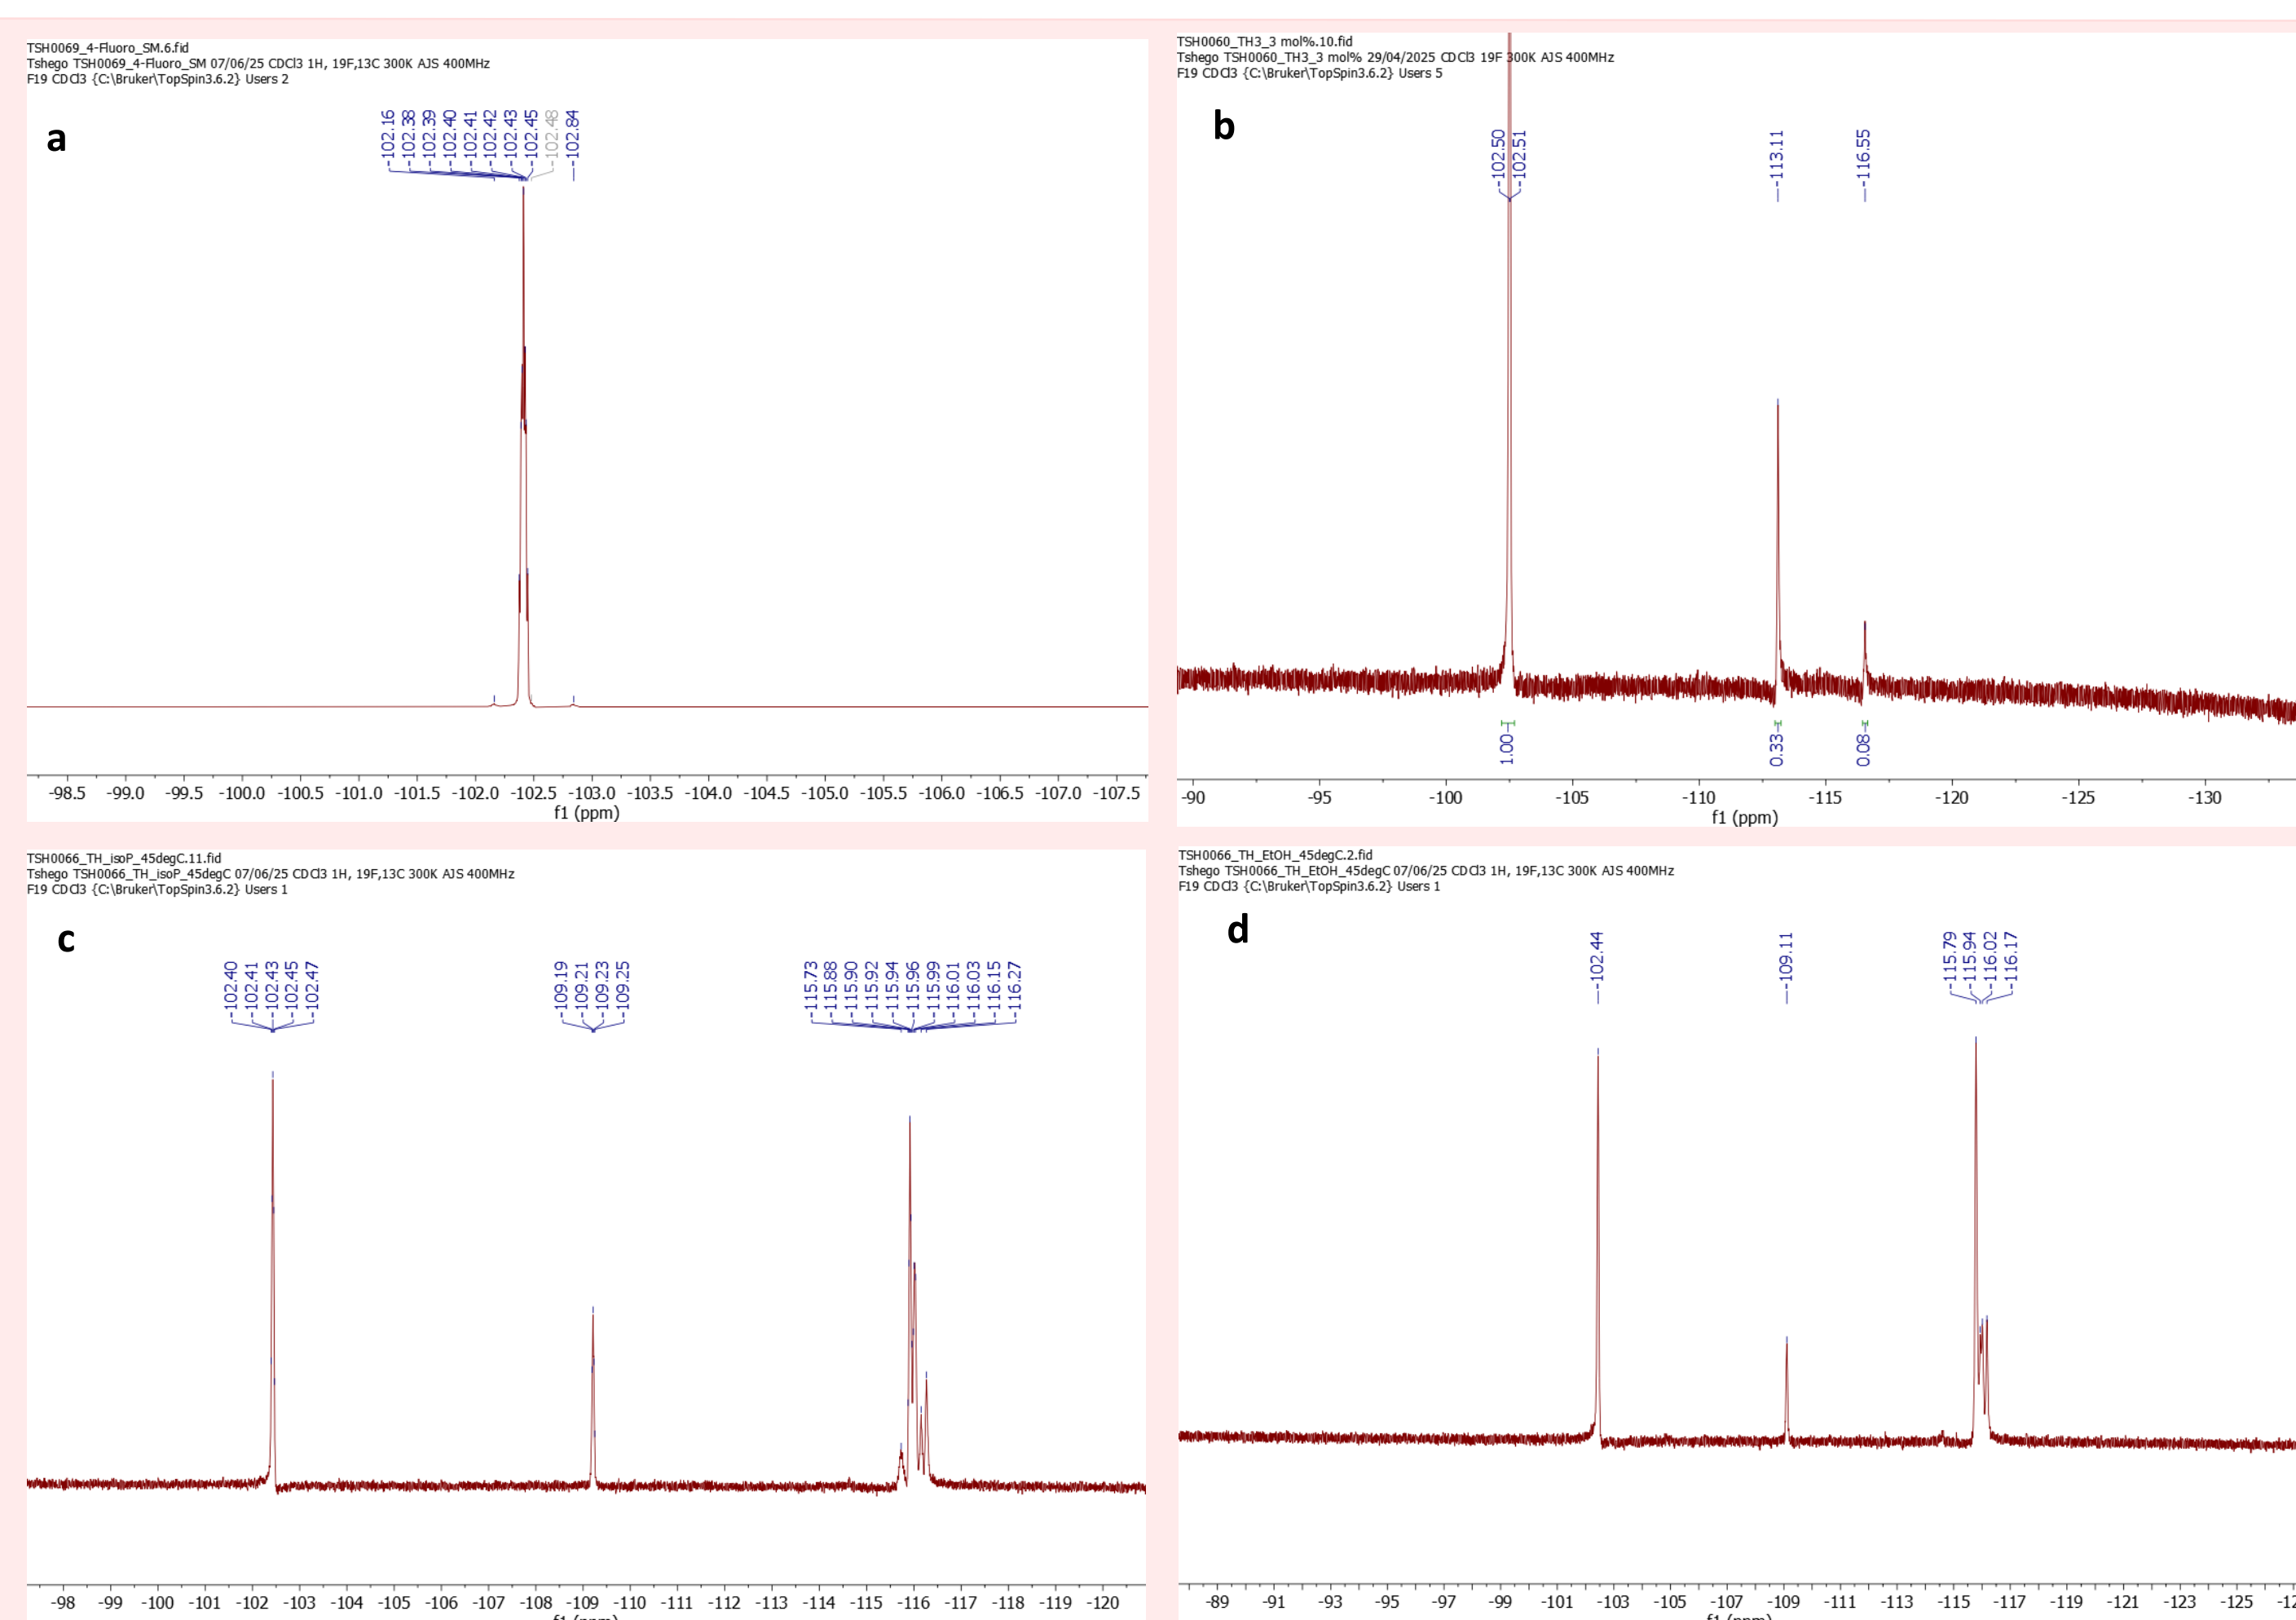 TSH0069_4-Fluoro_SM.6.fid
Tshego TSH0069_4-Fluoro_SM 07/06/25 CDCl3 1H, 19F,13C 300K AJS 400MHz
F19 CDCl3 {C:\Bruker\TopSpin3.6.2} Users 2
a
-102.16
-102.38
-102.39
-102.40
-102.41
-102.42
-102.43
-102.45
-102.48
-102.84
-98.5 -99.0 -99.5 -100.0 -100.5 -101.0 -101.5 -102.0 -102.5 -103.0 -103.5 -104.0 -104.5 -105.0 -105.5 -106.0 -106.5 -107.0 -107.5
f1 (ppm)
TSH0060_TH3_3 mol%.10.fid
Tshego TSH0060_TH3_3 mol% 29/04/2025 CDCl3 19F 300K AJS 400MHz
F19 CDCl3 {C:\Bruker\TopSpin3.6.2} Users 5
b
-102.50
-102.51
-113.11
-116.55
1.00
0.33
0.08
-90 -95 -100 -105 -110 -115 -120 -125 -130
f1 (ppm)
TSH0066_TH_isoP_45degC.11.fid
Tshego TSH0066_TH_isoP_45degC 07/06/25 CDCl3 1H, 19F,13C 300K AJS 400MHz
F19 CDCl3 {C:\Bruker\TopSpin3.6.2} Users 1
c
-102.40
-102.41
-102.43
-102.45
-102.47
-109.19
-109.21
-109.23
-109.25
-115.73
-115.88
-115.90
-115.92
-115.94
-115.96
-115.99
-116.01
-116.03
-116.15
-116.27
-98 -99 -100 -101 -102 -103 -104 -105 -106 -107 -108 -109 -110 -111 -112 -113 -114 -115 -116 -117 -118 -119 -120
f1 (ppm)
TSH0066_TH_EtOH_45degC.2.fid
Tshego TSH0066_TH_EtOH_45degC 07/06/25 CDCl3 1H, 19F,13C 300K AJS 400MHz
F19 CDCl3 {C:\Bruker\TopSpin3.6.2} Users 1
d
-102.44
-109.11
-115.79
-115.94
-116.02
-116.17
-89 -91 -93 -95 -97 -99 -101 -103 -105 -107 -109 -111 -113 -115 -117 -119 -121 -123 -125
f1 (ppm)